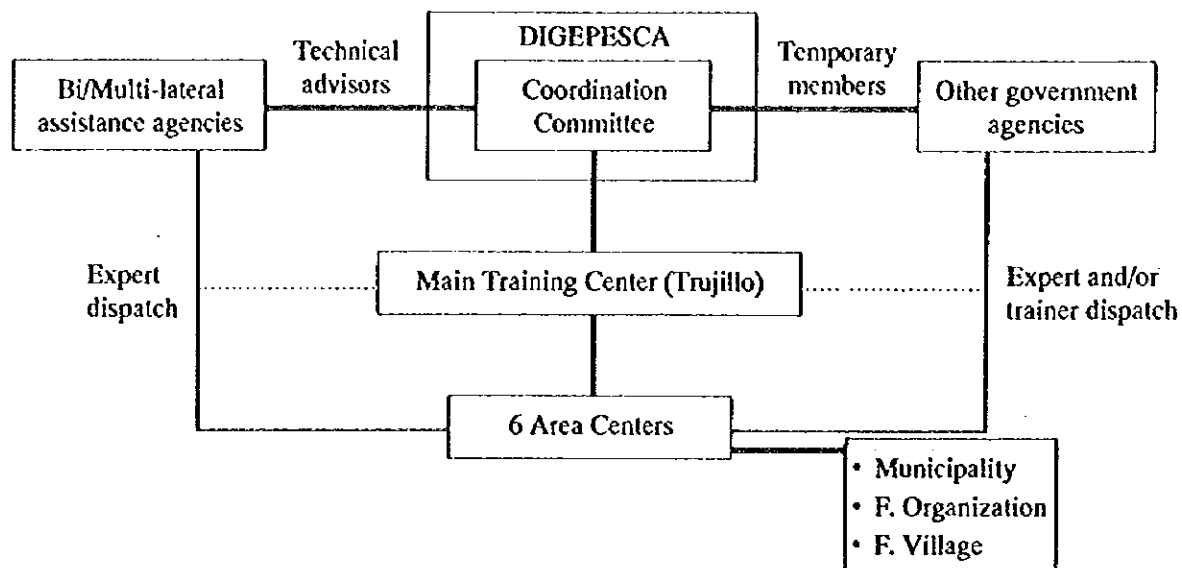 DIGEPESCA
Technical
advisors
Temporary
members
Bi/Multi-lateral
assistance agencies
Coordination
Committee
Other government
agencies
Expert
dispatch
Main Training Center (Trujillo)
Expert and/or
trainer dispatch
6 Area Centers
• Municipality
• F. Organization
• F. Village